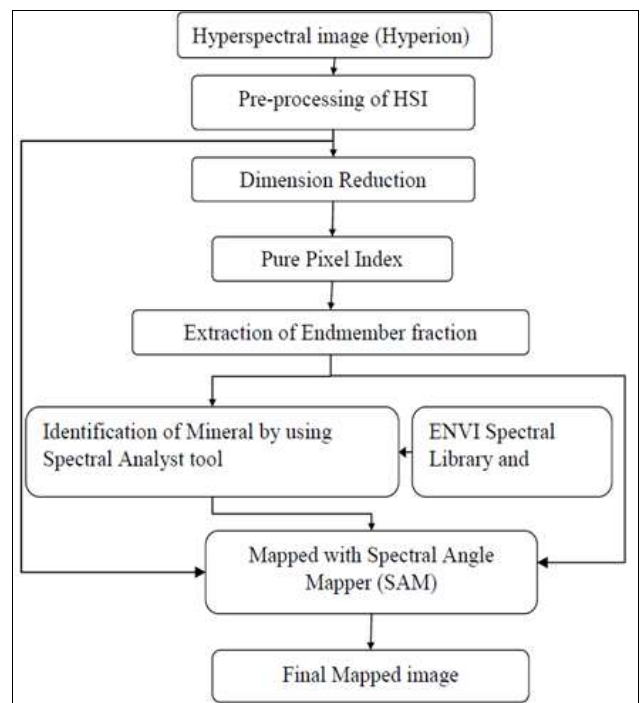 Hyperspectral image (Hyperion)
Pre-processing of HSI
Dimension Reduction
Pure Pixel Index
Extraction of Endmember fraction
Identification of Mineral by using
Spectral Analyst tool
ENVI Spectral
Library and
Mapped with Spectral Angle
Mapper (SAM)
Final Mapped image